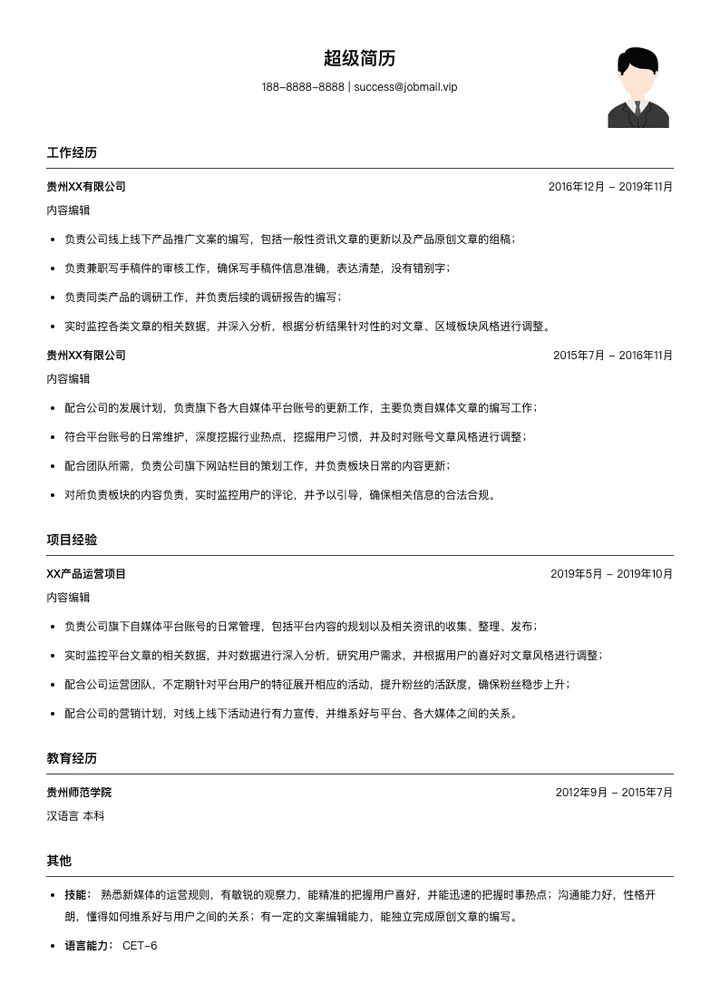 超级简历
188-8888-8888 | success@jobmail.vip
工作经历
贵州XX有限公司 2016年12月 – 2019年11月
内容编辑
• 负责公司线上线下产品推广文案的编写，包括一般性资讯文章的更新以及产品原创文章的组稿；
• 负责兼职写手稿件的审核工作，确保写手稿件信息准确，表达清楚，没有错别字；
• 负责同类产品的调研工作，并负责后续的调研报告的编写；
• 实时监控各类文章的相关数据，并深入分析，根据分析结果针对性的对文章、区域板块风格进行调整。
贵州XX有限公司 2015年7月 – 2016年11月
内容编辑
• 配合公司的发展计划，负责旗下各大自媒体平台账号的更新工作，主要负责自媒体文章的编写工作；
• 符合平台账号的日常维护，深度挖掘行业热点，挖掘用户习惯，并及时对账号文章风格进行调整；
• 配合团队所需，负责公司旗下网站栏目的策划工作，并负责板块日常的内容更新；
• 对所负责板块的内容负责，实时监控用户的评论，并予以引导，确保相关信息的合法合规。
项目经验
XX产品运营项目 2019年5月 – 2019年10月
内容编辑
• 负责公司旗下自媒体平台账号的日常管理，包括平台内容的规划以及相关资讯的收集、整理、发布；
• 实时监控平台文章的相关数据，并对数据进行深入分析，研究用户需求，并根据用户的喜好对文章风格进行调整；
• 配合公司运营团队，不定期针对平台用户的特征展开相应的活动，提升粉丝的活跃度，确保粉丝稳步上升；
• 配合公司的营销计划，对线上线下活动进行有力宣传，并维系好与平台、各大媒体之间的关系。
教育经历
贵州师范学院 2012年9月 – 2015年7月
汉语言 本科
其他
• 技能： 熟悉新媒体的运营规则，有敏锐的观察力，能精准的把握用户喜好，并能迅速的把握时事热点；沟通能力好，性格开
朗，懂得如何维系好与用户之间的关系；有一定的文案编辑能力，能独立完成原创文章的编写。
• 语言能力： CET-6